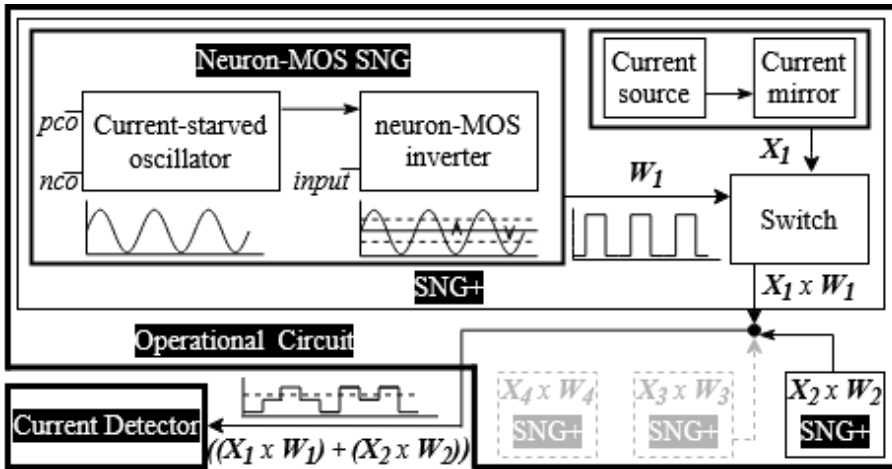 Neuron-MOS SNG
Current source
Current mirror
pco
Current-starved oscillator
neuron-MOS inverter
nco
input
X1
W1
Switch
SNG+
X1 x W1
Operational Circuit
X4 x W4
SNG+
X3 x W3
SNG+
X2 x W2
SNG+
Current Detector
((X1 x W1) + (X2 x W2))